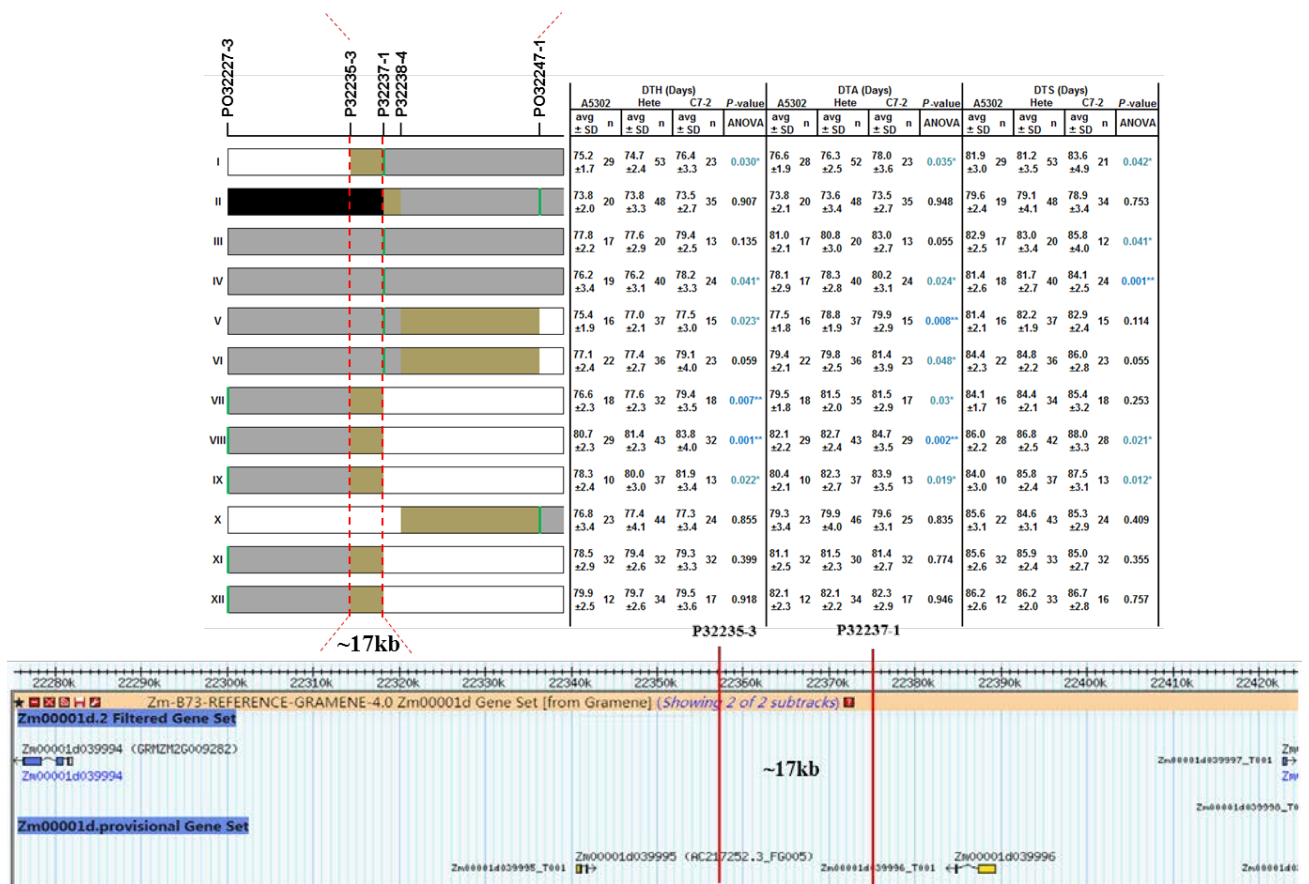 PO32227-3
P32235-3
P32237-1
P32238-4
PO32247-1
DTH (Days) DTA (Days) DTS (Days)
A5302 Hete C7-2 P-value A5302 Hete C7-2 P-value A5302 Hete C7-2 P-value
avg ± SD n avg ± SD n avg ± SD n ANOVA avg ± SD n avg ± SD n avg ± SD n ANOVA avg ± SD n avg ± SD n avg ± SD n ANOVA
I 75.2 ±1.7 29 74.7 ±2.4 53 76.4 ±3.3 23 0.030* 76.6 ±1.9 28 76.3 ±2.5 52 78.0 ±3.6 23 0.035* 81.9 ±3.0 29 81.2 ±3.5 53 83.6 ±4.9 21 0.042*
II 73.8 ±2.0 20 73.8 ±3.3 48 73.5 ±2.7 35 0.907 73.8 ±2.1 20 73.6 ±3.4 48 73.5 ±2.7 35 0.948 79.6 ±2.4 19 79.1 ±4.1 48 78.9 ±3.4 34 0.753
III 77.8 ±2.2 17 77.6 ±2.9 20 79.4 ±2.5 13 0.135 81.0 ±2.1 17 80.8 ±3.0 20 83.0 ±2.7 13 0.055 82.9 ±2.5 17 83.0 ±3.4 20 85.8 ±4.0 12 0.041*
IV 76.2 ±3.4 19 76.2 ±3.1 40 78.2 ±3.3 24 0.041* 78.1 ±2.9 17 78.3 ±2.8 40 80.2 ±3.1 24 0.024* 81.4 ±2.6 18 81.7 ±2.7 40 84.1 ±2.5 24 0.001**
V 75.4 ±1.9 16 77.0 ±2.1 37 77.5 ±3.0 15 0.023* 77.5 ±1.8 16 78.8 ±1.9 37 79.9 ±2.9 15 0.008** 81.4 ±2.1 16 82.2 ±1.9 37 82.9 ±2.4 15 0.114
VI 77.1 ±2.4 22 77.4 ±2.7 36 79.1 ±4.0 23 0.059 79.4 ±2.1 22 79.8 ±2.5 36 81.4 ±3.9 23 0.048* 84.4 ±2.3 22 84.8 ±2.2 36 86.0 ±2.8 23 0.055
VII 76.6 ±2.3 18 77.6 ±2.3 32 79.4 ±3.5 18 0.007** 79.5 ±1.8 18 81.5 ±2.0 35 81.5 ±2.9 17 0.03* 84.1 ±1.7 16 84.4 ±2.1 34 85.4 ±3.2 18 0.253
VIII 80.7 ±2.3 29 81.4 ±2.3 43 83.8 ±4.0 32 0.001** 82.1 ±2.2 29 82.7 ±2.4 43 84.7 ±3.5 29 0.002** 86.0 ±2.2 28 86.8 ±2.5 42 88.0 ±3.3 28 0.021*
IX 78.3 ±2.4 10 80.0 ±3.0 37 81.9 ±3.4 13 0.022* 80.4 ±2.1 10 82.3 ±2.7 37 83.9 ±3.5 13 0.019* 84.0 ±3.0 10 85.8 ±2.4 37 87.5 ±3.1 13 0.012*
X 76.8 ±3.4 23 77.4 ±4.1 44 77.3 ±3.4 24 0.855 79.3 ±3.4 23 79.9 ±4.0 46 79.6 ±3.1 25 0.835 85.6 ±3.1 22 84.6 ±3.1 43 85.3 ±2.9 24 0.409
XI 78.5 ±2.9 32 79.4 ±2.6 32 79.3 ±3.3 32 0.399 81.1 ±2.5 32 81.5 ±2.3 30 81.4 ±2.7 32 0.774 85.6 ±2.6 32 85.9 ±2.4 33 85.0 ±2.7 32 0.355
XII 79.9 ±2.5 12 79.7 ±2.6 34 79.5 ±3.6 17 0.918 82.1 ±2.3 12 82.1 ±2.2 34 82.3 ±2.9 17 0.946 86.2 ±2.6 12 86.2 ±2.0 33 86.7 ±2.8 16 0.757
~17kb P32235-3 P32237-1
22280k 22290k 22300k 22310k 22320k 22330k 22340k 22350k 22360k 22370k 22380k 22390k 22400k 22410k 22420k
Zm-B73-REFERENCE-GRAMENE-4.0 Zm00001d Gene Set [from Gramene] (Showing 2 of 2 subtracks)
Zm00001d.2 Filtered Gene Set
Zm00001d039994 (GRMZM2G009282)
Zm00001d039994
~17kb
Zm00001d039997_T001
Zm00001d039998_T0
Zm00001d.provisional Gene Set
Zm00001d039995_T001
Zm00001d039995 (AC217252.3_FG005)
Zm00001d039996_T001
Zm00001d039996
Zm00001d0